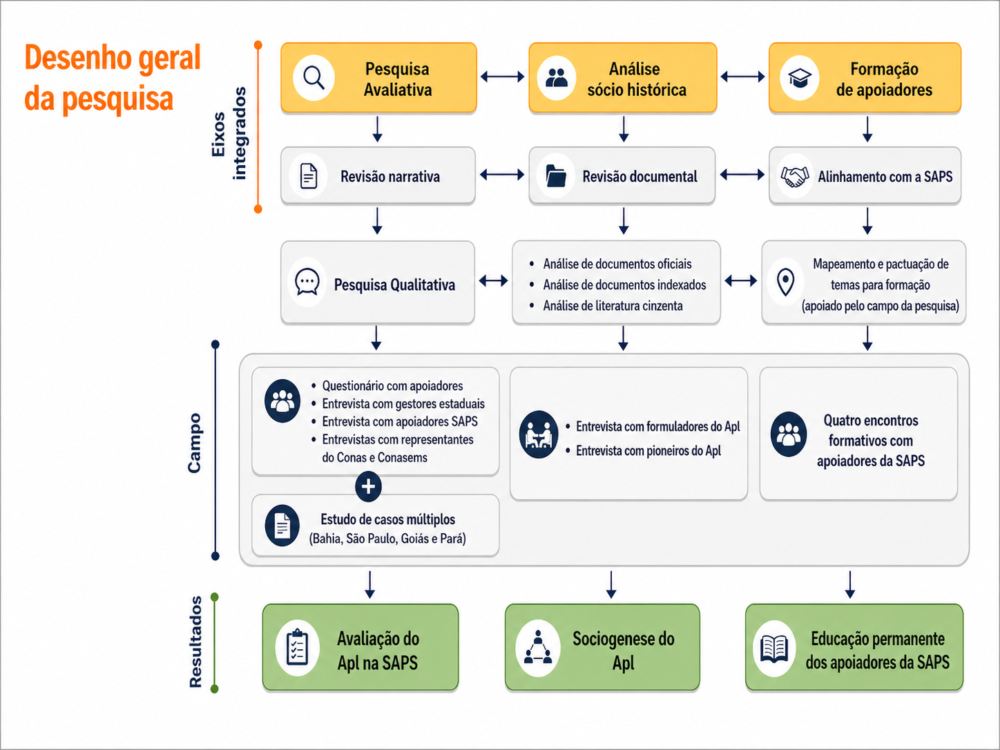 Desenho geral
da pesquisa
Eixos
integrados
Pesquisa
Avaliativa
Análise
sócio histórica
Formação
de apoiadores
Revisão narrativa
Revisão documental
Alinhamento com a SAPS
Pesquisa Qualitativa
• Análise de documentos oficiais
• Análise de documentos indexados
• Análise de literatura cinzenta
Mapeamento e pactuação de
temas para formação
(apoiado pelo campo da pesquisa)
Campo
• Questionário com apoiadores
• Entrevista com gestores estaduais
• Entrevista com apoiadores SAPS
• Entrevistas com representantes
do Conas e Conasems
+
Estudo de casos múltiplos
(Bahia, São Paulo, Goiás e Pará)
• Entrevista com formuladores do Apl
• Entrevista com pioneiros do Apl
Quatro encontros
formativos com
apoiadores da SAPS
Resultados
Avaliação do
Apl na SAPS
Sociogenese do
Apl
Educação permanente
dos apoiadores da SAPS